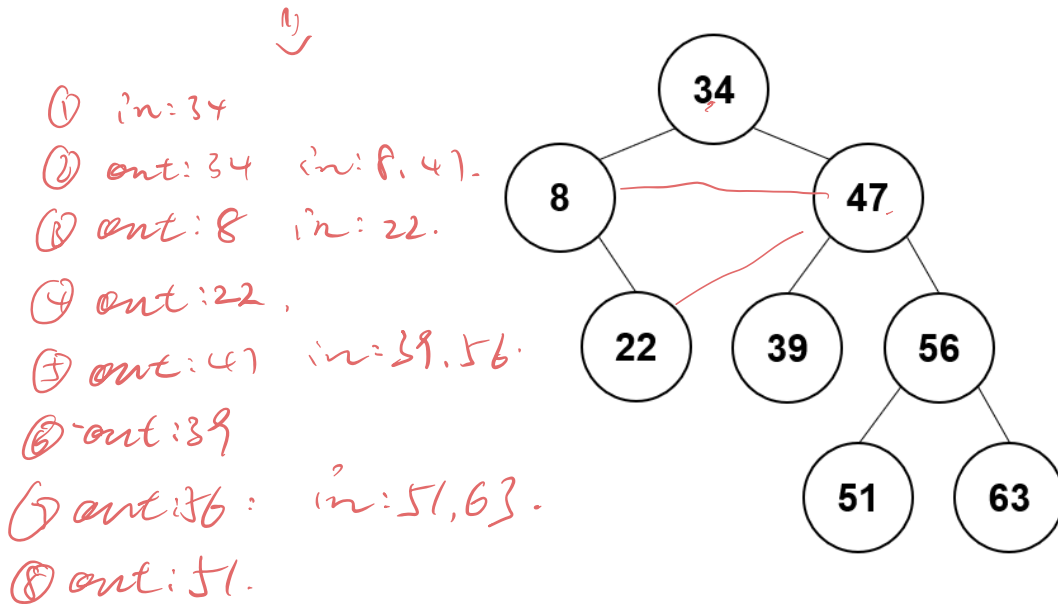 ① in:34
② out:34 in:8,47.
③ out:8 in:22.
④ out:22.
⑤ out:47 in:39,56.
⑥ out:39
⑦ out:56: in:51,63.
⑧ out:51.
34
8 47
22 39 56
51 63